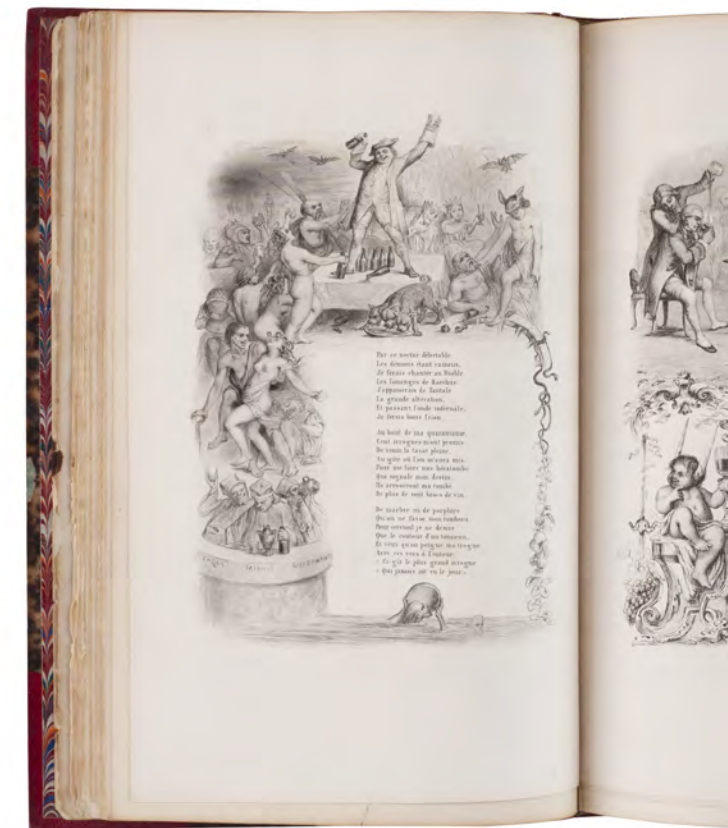 Par ce nectar délectable
Les démons étant vaincus,
Je ferais chanter au Diable
Les louanges de Bacchus.
J'appaiserais de Tantale
La grande altération,
Et passant l'onde infernale,
Je ferais boire Ixion.
Au bout de ma quarantaine
Cent ivrognes m'ont promis
De venir la tasse pleine,
Au gîte où l'on m'aura mis.
Pour me faire une hécatombe
Qui signale mon destin,
Ils arroseront ma tombe
De plus de cent brocs de vin.
De marbre ni de porphyre
Qu'on ne fasse mon tombeau,
Pour cercueil je ne désire
Que le contour d'un tonneau,
Et veux qu'on peigne ma trogne
Avec ces vers à l'entour:
« Ci-gît le plus grand ivrogne
« Qui jamais ait vu le jour. »